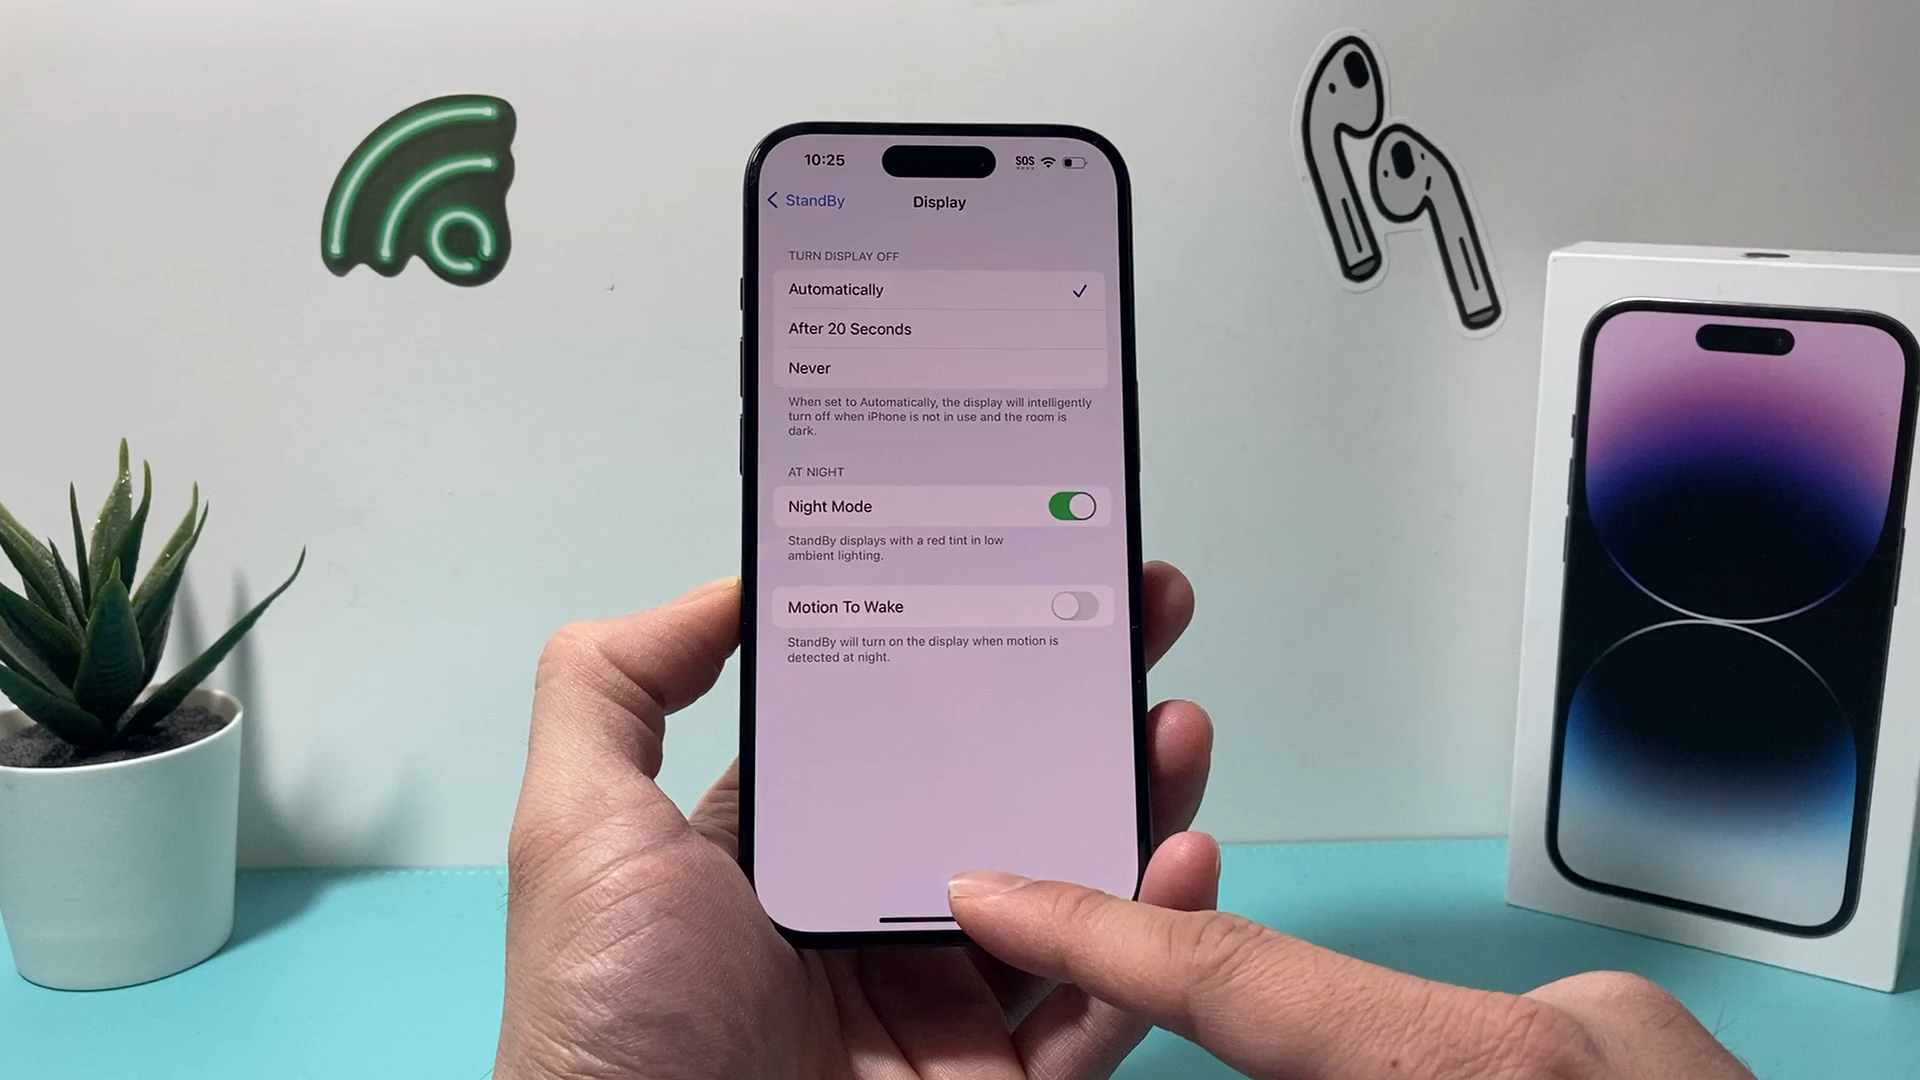 10:25
SOS
StandBy
Display
TURN DISPLAY OFF
Automatically
After 20 Seconds
Never
When set to Automatically, the display will intelligently
turn off when iPhone is not in use and the room is
dark.
AT NIGHT
Night Mode
StandBy displays with a red tint in low
ambient lighting.
Motion To Wake
StandBy will turn on the display when motion is
detected at night.